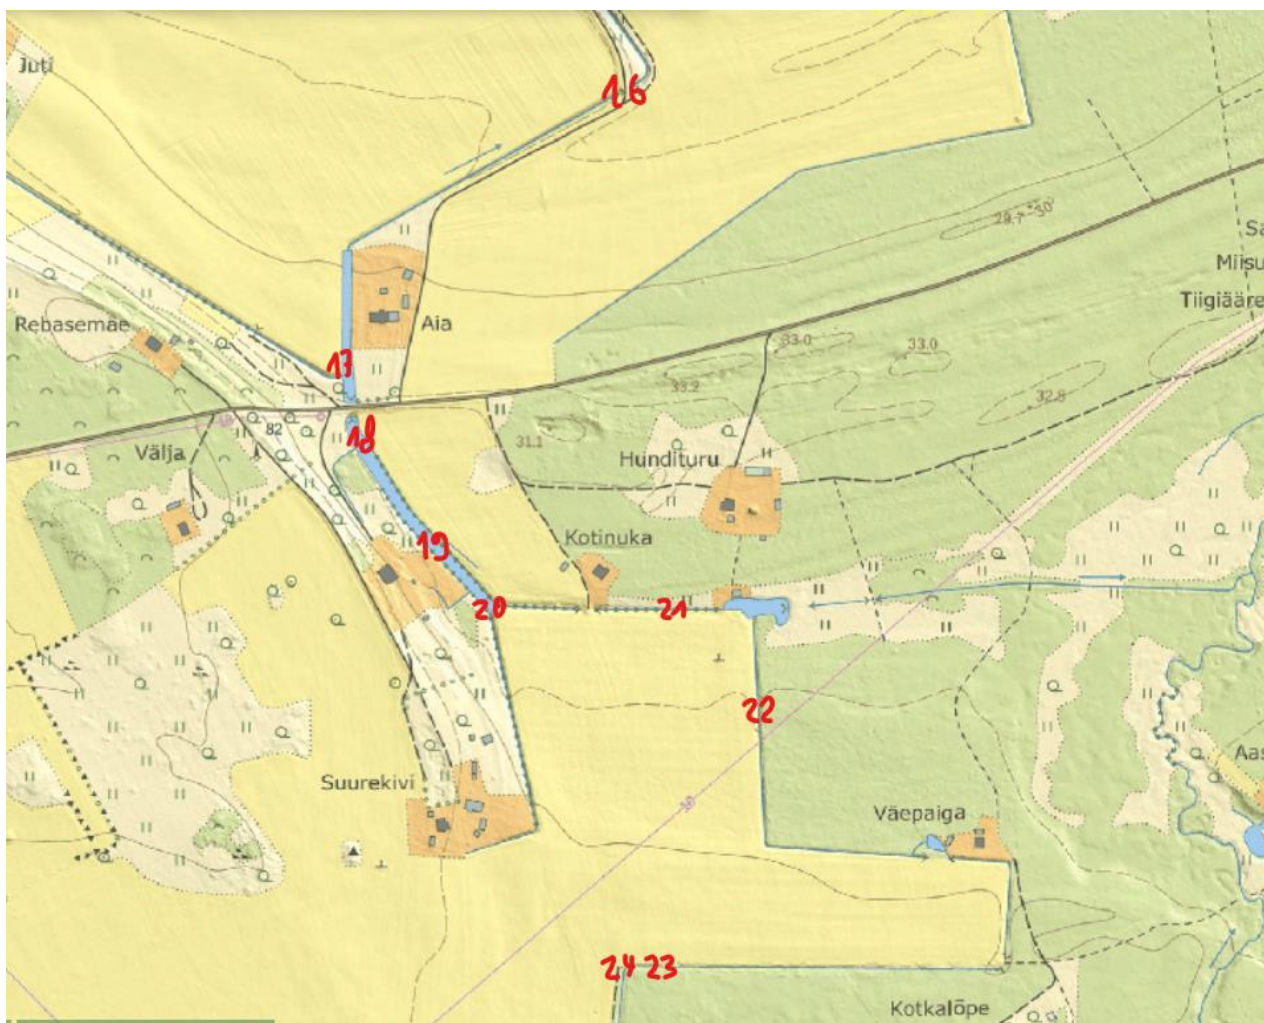 Juti
16
29.7
30
Sa
Miisu
Tiigiääre
Rebasemäe
Aia
17
33.0
33.0
33.2
32.8
82
18
31.1
Välja
Hundituru
19
Kotinuka
20
21
22
Suurekivi
Väepaiga
Aas
24 23
Kotkalõpe